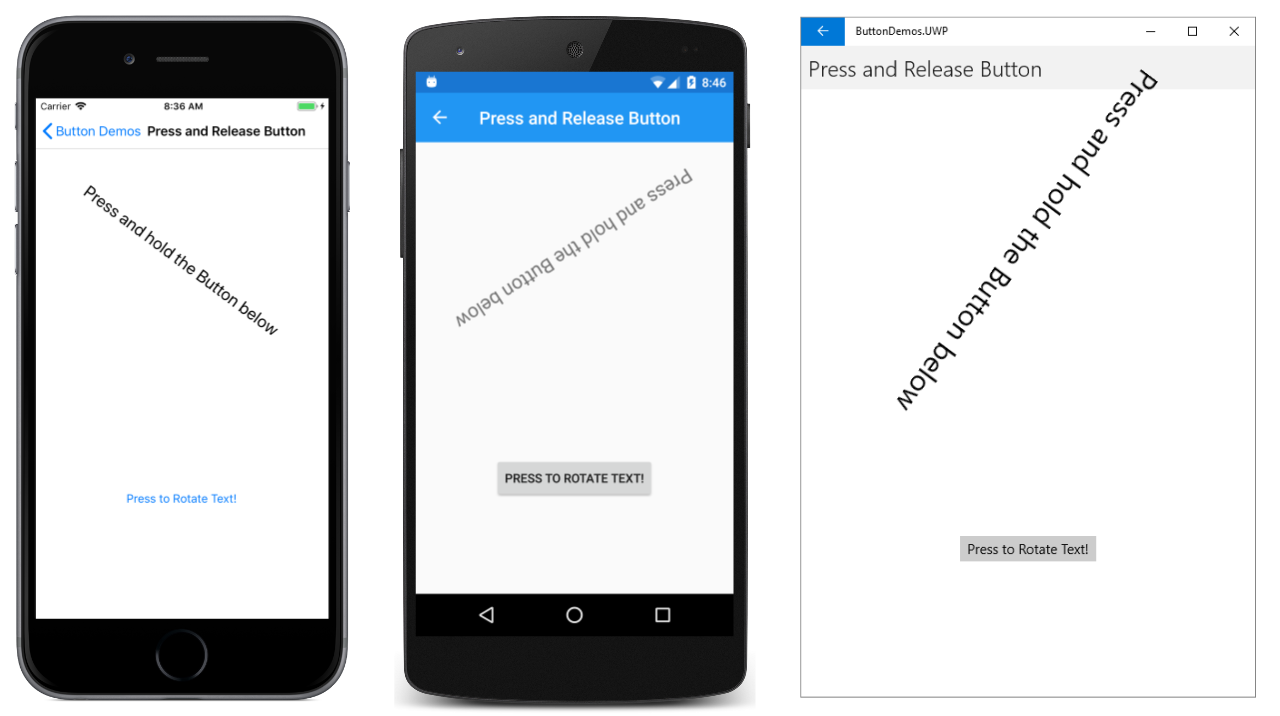 Carrier 8:36 AM
Button Demos Press and Release Button
Press and hold the Button below
Press to Rotate Text!
8:46
Press and Release Button
Press and hold the Button below
PRESS TO ROTATE TEXT!
ButtonDemos.UWP
Press and Release Button
Press and hold the Button below
Press to Rotate Text!